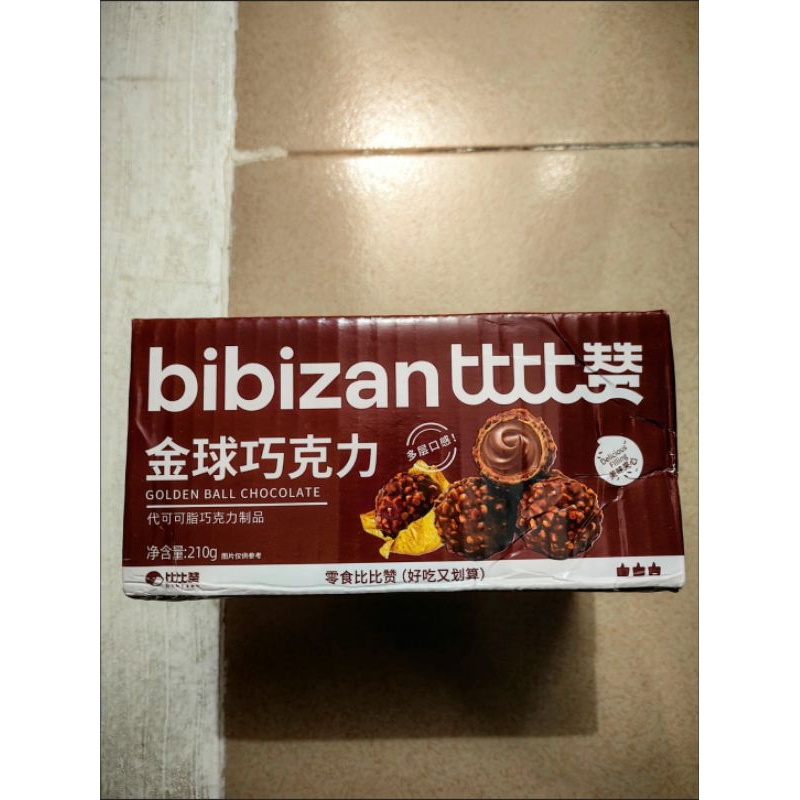 bibizan比比赞
金球巧克力
GOLDEN BALL CHOCOLATE
代可可脂巧克力制品
多层口感!
Delicious
Filling
美味夹心
净含量:210g 图片仅供参考
比比赞
零食比比赞(好吃又划算)